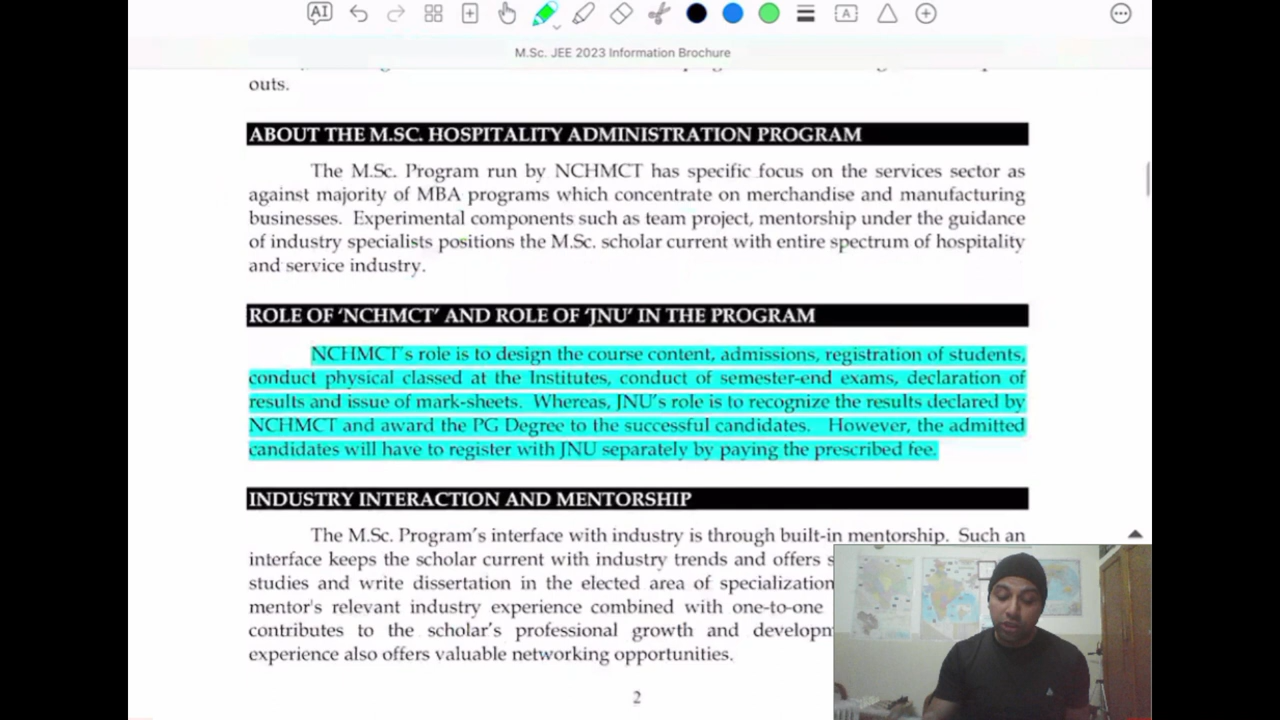 AI
A
M.Sc. JEE 2023 Information Brochure
outs.
ABOUT THE M.SC. HOSPITALITY ADMINISTRATION PROGRAM
The M.Sc. Program run by NCHMCT has specific focus on the services sector as
against majority of MBA programs which concentrate on merchandise and manufacturing
businesses. Experimental components such as team project, mentorship under the guidance
of industry specialists positions the M.Sc. scholar current with entire spectrum of hospitality
and service industry.
ROLE OF ‘NCHMCT’ AND ROLE OF ‘JNU’ IN THE PROGRAM
NCHMCT’s role is to design the course content, admissions, registration of students,
conduct physical classed at the Institutes, conduct of semester-end exams, declaration of
results and issue of mark-sheets. Whereas, JNU’s role is to recognize the results declared by
NCHMCT and award the PG Degree to the successful candidates. However, the admitted
candidates will have to register with JNU separately by paying the prescribed fee.
INDUSTRY INTERACTION AND MENTORSHIP
The M.Sc. Program’s interface with industry is through built-in mentorship. Such an
interface keeps the scholar current with industry trends and offers
studies and write dissertation in the elected area of specialization
mentor's relevant industry experience combined with one-to-one
contributes to the scholar’s professional growth and
experience also offers valuable networking opportunities.
2